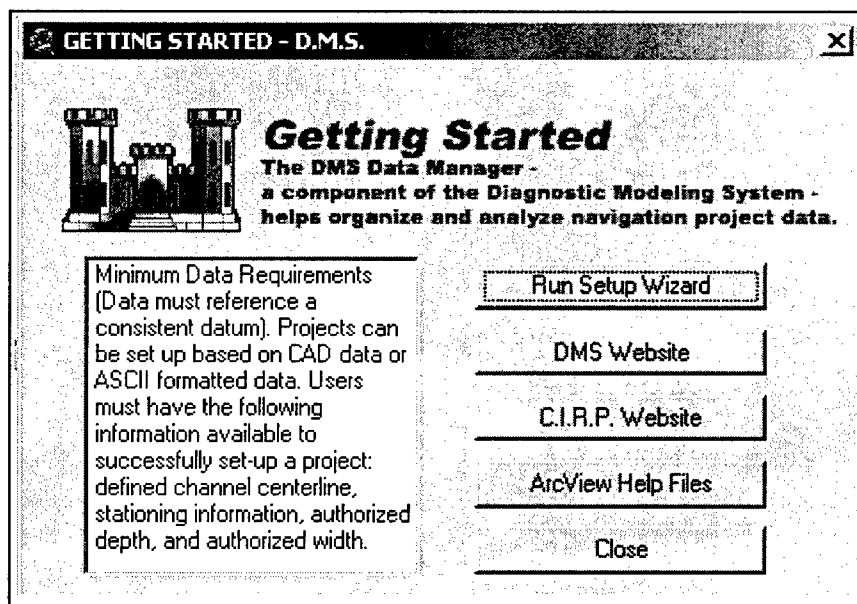 GETTING STARTED - D.M.S.
Getting Started
The DMS Data Manager -
a component of the Diagnostic Modeling System -
helps organize and analyze navigation project data.
Minimum Data Requirements
(Data must reference a
consistent datum). Projects can
be set up based on CAD data or
ASCII formatted data. Users
must have the following
information available to
successfully set-up a project:
defined channel centerline,
stationing information, authorized
depth, and authorized width.
Run Setup Wizard
DMS Website
C.I.R.P. Website
ArcView Help Files
Close